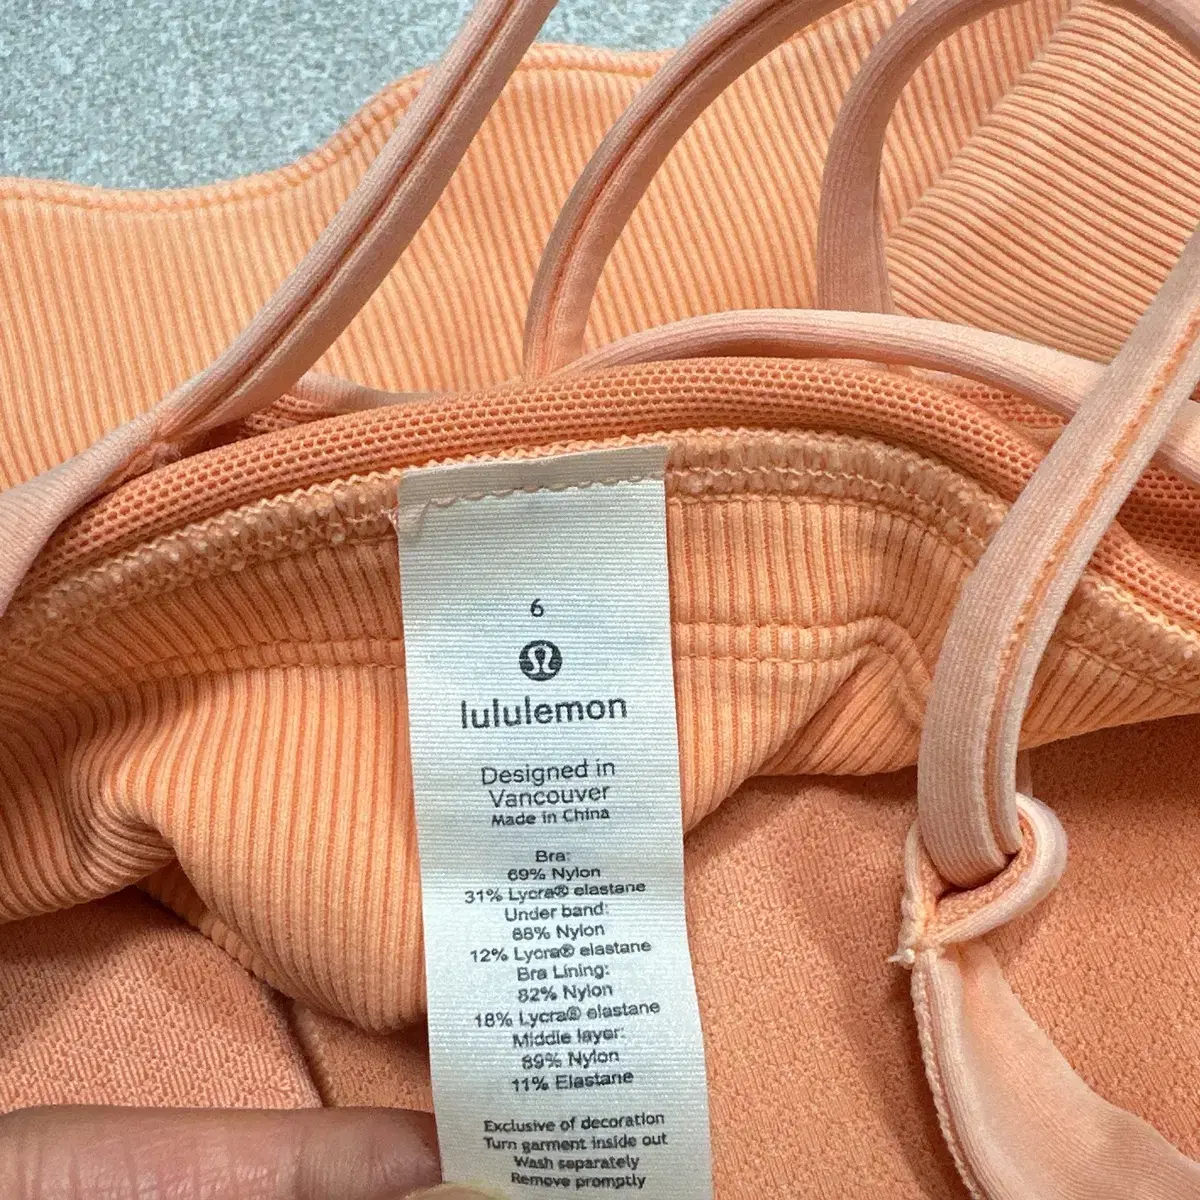 6
lululemon
Designed in
Vancouver
Made in China
Bra:
69% Nylon
31% Lycra® elastane
Under band:
88% Nylon
12% Lycra® elastane
Bra Lining:
82% Nylon
18% Lycra® elastane
Middle layer:
89% Nylon
11% Elastane
Exclusive of decoration
Turn garment inside out
Wash separately
Remove promptly